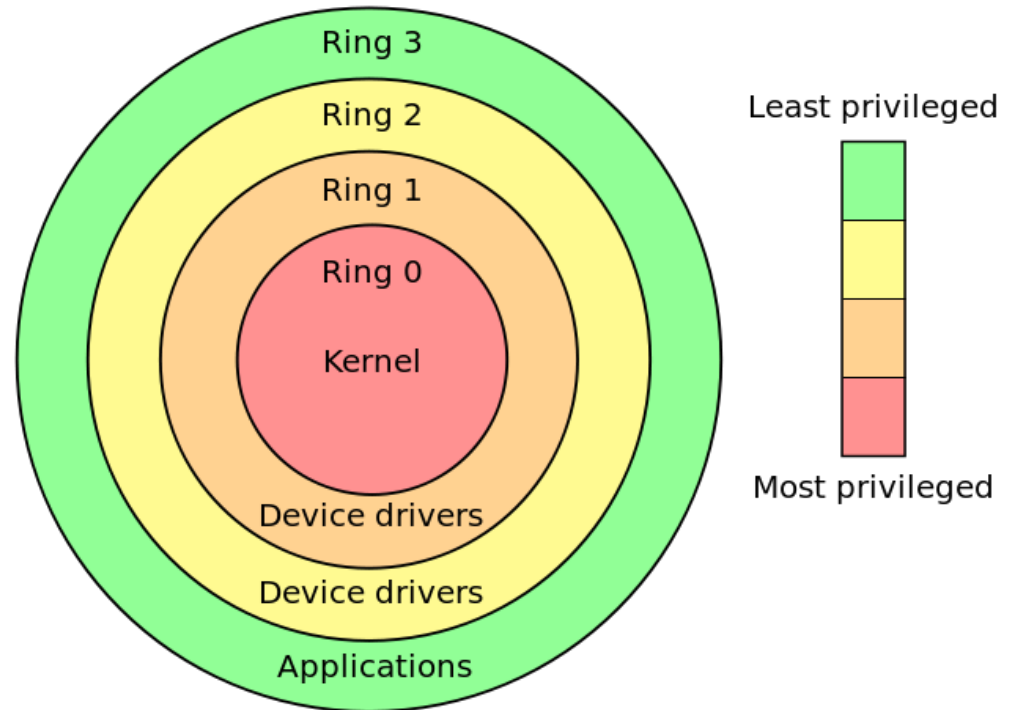 Ring 3
Ring 2
Ring 1
Ring 0
Kernel
Device drivers
Device drivers
Applications
Least privileged
Most privileged